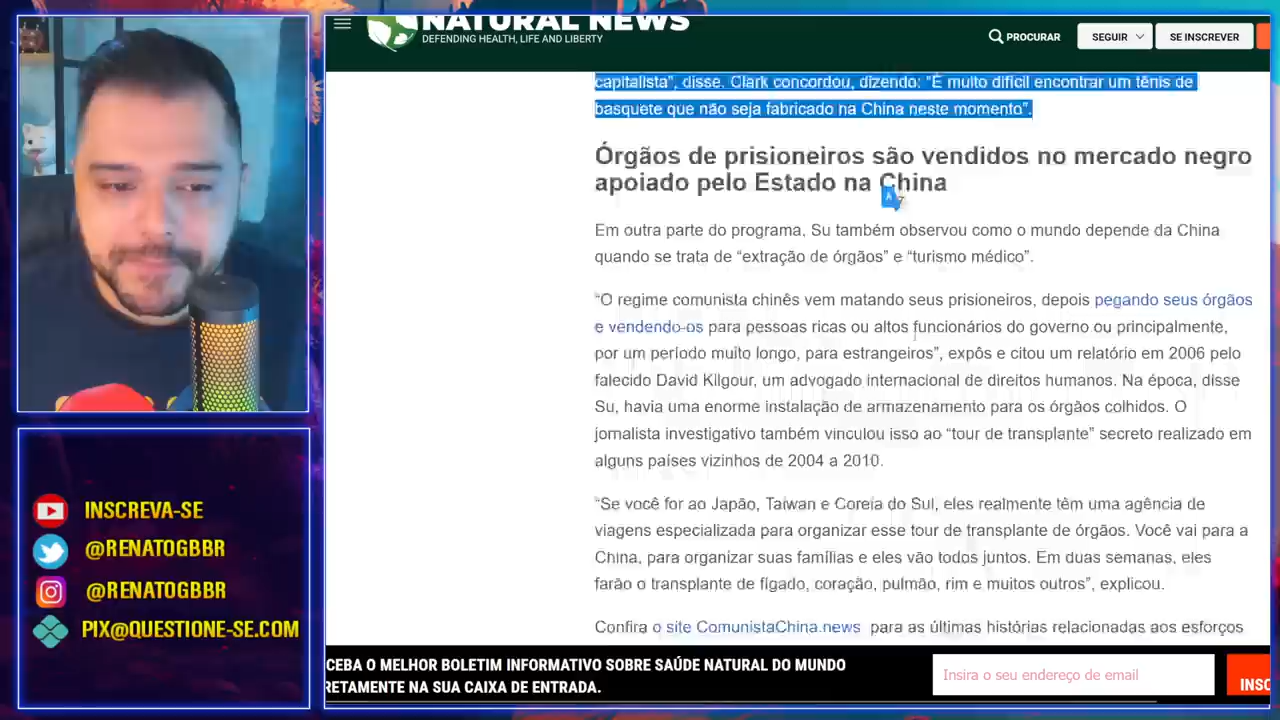 NATURAL NEWS
DEFENDING HEALTH, LIFE AND LIBERTY
PROCURAR
SEGUIR
SE INSCREVER
capitalista”, disse. Clark concordou, dizendo: “É muito difícil encontrar um tênis de
basquete que não seja fabricado na China neste momento”.
Órgãos de prisioneiros são vendidos no mercado negro
apoiado pelo Estado na China
Em outra parte do programa, Su também observou como o mundo depende da China
quando se trata de “extração de órgãos” e “turismo médico”.
“O regime comunista chinês vem matando seus prisioneiros, depois pegando seus órgãos
e vendendo-os para pessoas ricas ou altos funcionários do governo ou principalmente,
por um período muito longo, para estrangeiros”, expôs e citou um relatório em 2006 pelo
falecido David Kilgour, um advogado internacional de direitos humanos. Na época, disse
Su, havia uma enorme instalação de armazenamento para os órgãos colhidos. O
jornalista investigativo também vinculou isso ao “tour de transplante” secreto realizado em
alguns países vizinhos de 2004 a 2010.
“Se você for ao Japão, Taiwan e Coreia do Sul, eles realmente têm uma agência de
viagens especializada para organizar esse tour de transplante de órgãos. Você vai para a
China, para organizar suas famílias e eles vão todos juntos. Em duas semanas, eles
farão o transplante de fígado, coração, pulmão, rim e muitos outros”, explicou.
Confira o site ComunistaChina.news para as últimas histórias relacionadas aos esforços
CEBA O MELHOR BOLETIM INFORMATIVO SOBRE SAÚDE NATURAL DO MUNDO
RETAMENTE NA SUA CAIXA DE ENTRADA.
Insira o seu endereço de email
INSC
INSCREVA-SE
@RENATOGBBR
@RENATOGBBR
PIX@QUESTIONE-SE.COM